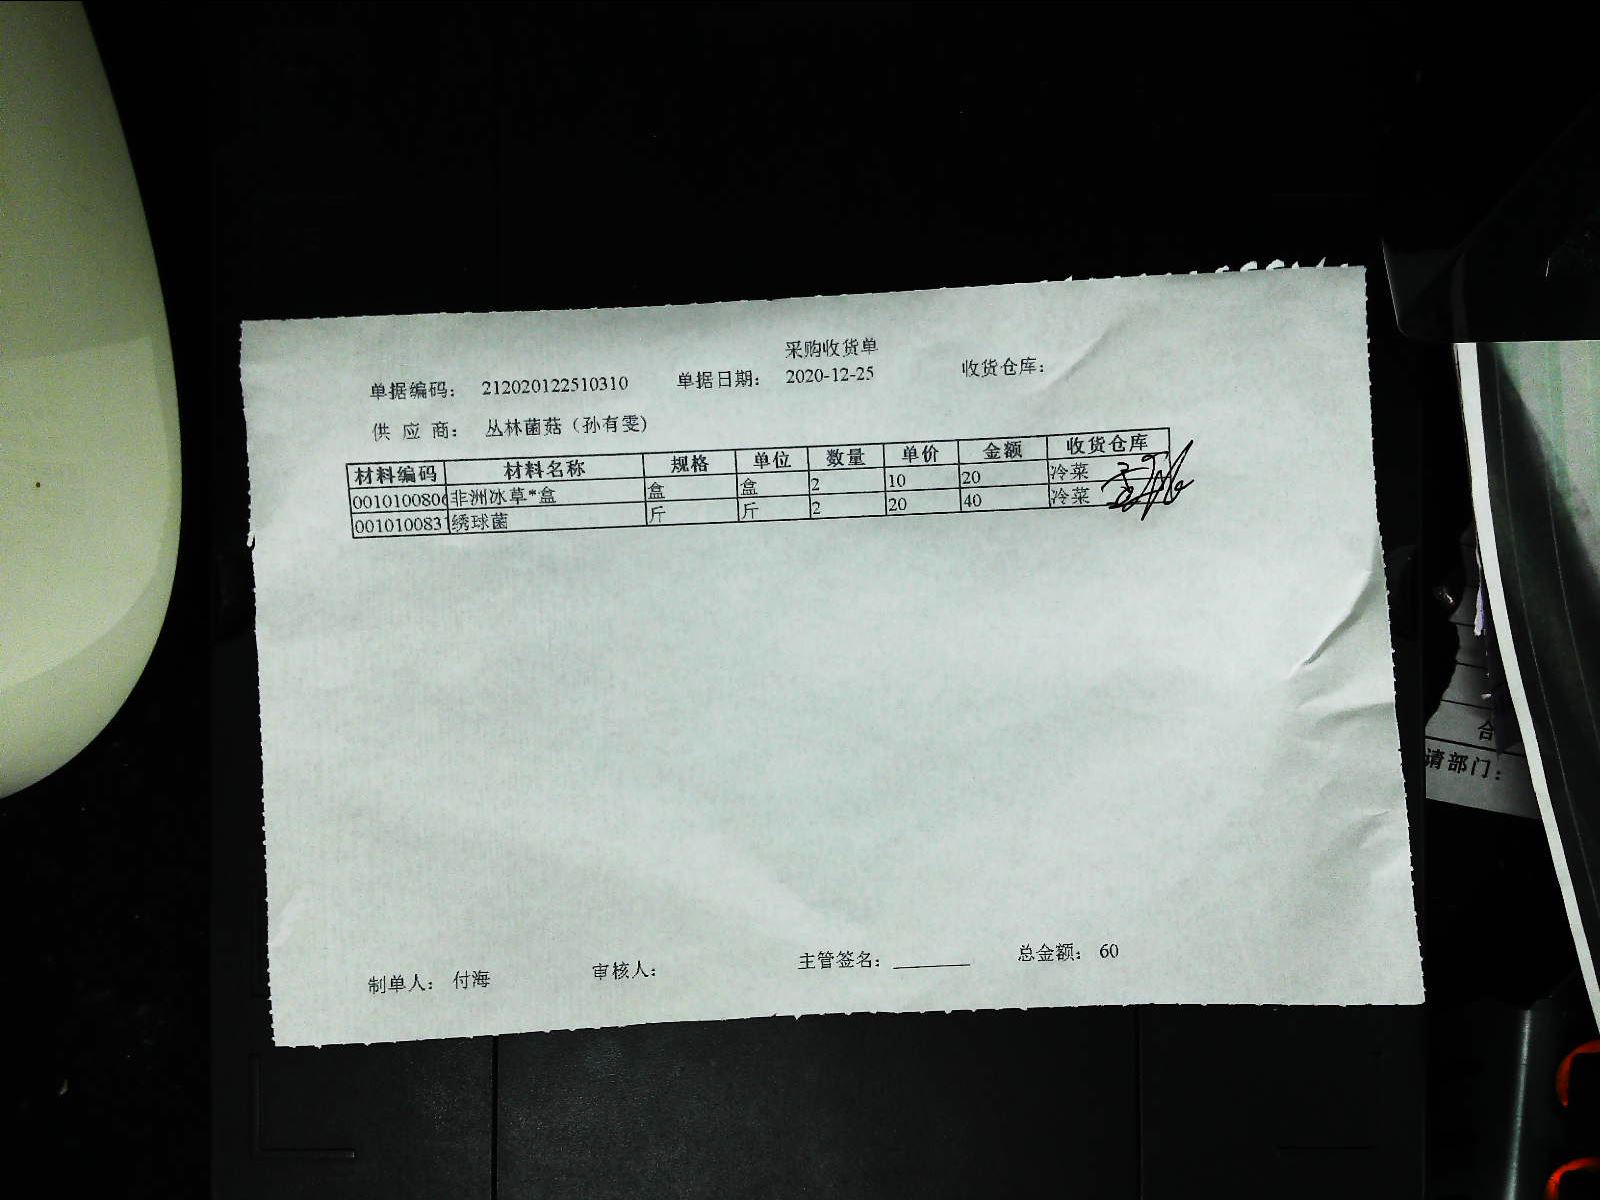 采购收货单
单据编码: 212020122510310 单据日期: 2020-12-25 收货仓库:
供 应 商: 丛林菌菇（孙有雯）
材料编码 材料名称 规格 单位 数量 单价 金额 收货仓库
0010100806 非洲冰草*盒 盒 盒 2 10 20 冷菜
001010083 绣球菌 斤 斤 2 20 40 冷菜
制单人: 付海 审核人: 主管签名: ________ 总金额: 60
合
请部门: